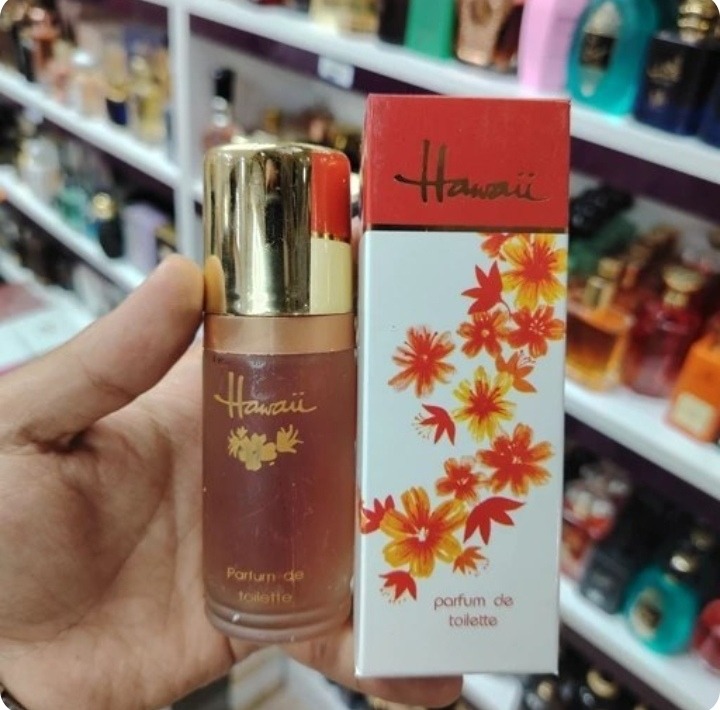 Hawaii
Parfum de
toilette
Hawaii
parfum de
toilette